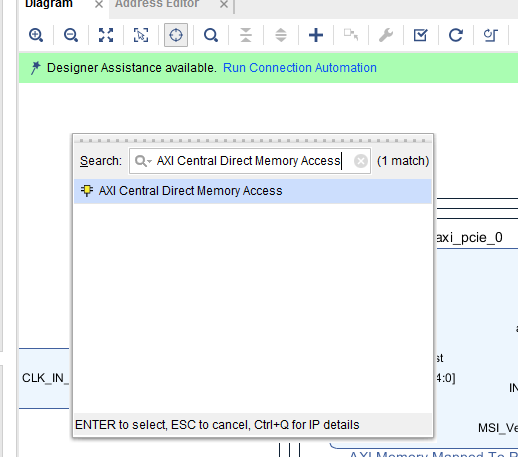 Diagram
Address Editor
Designer Assistance available. Run Connection Automation
Search: AXI Central Direct Memory Access (1 match)
AXI Central Direct Memory Access
axi_pcie_0
CLK_IN_
4:0]
MSI_Ve
ENTER to select, ESC to cancel, Ctrl+Q for IP details
AXI Memory Mapped To P